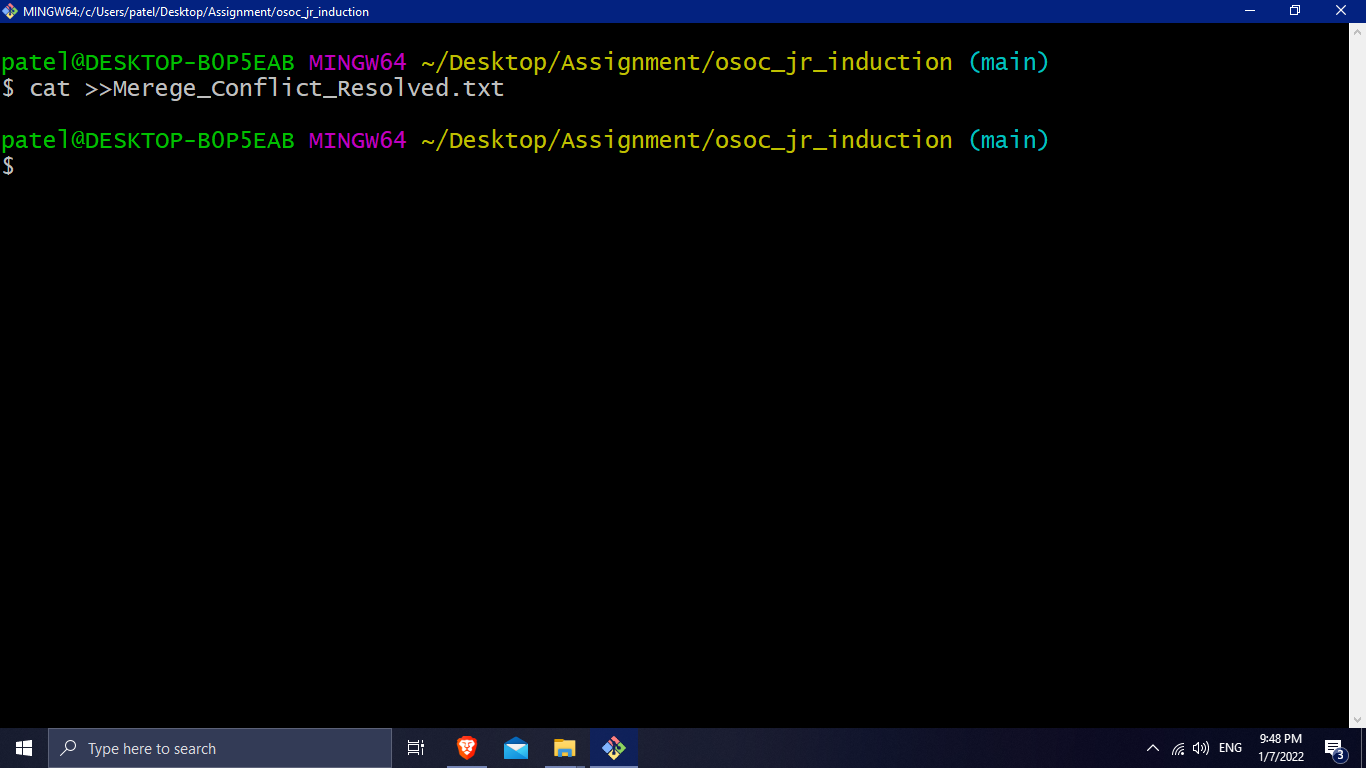 MINGW64:/c/Users/patel/Desktop/Assignment/osoc_jr_induction
patel@DESKTOP-B0P5EAB MINGW64 ~/Desktop/Assignment/osoc_jr_induction (main)
$ cat >>Merege_Conflict_Resolved.txt
patel@DESKTOP-B0P5EAB MINGW64 ~/Desktop/Assignment/osoc_jr_induction (main)
$
Type here to search
ENG
9:48 PM
1/7/2022
3